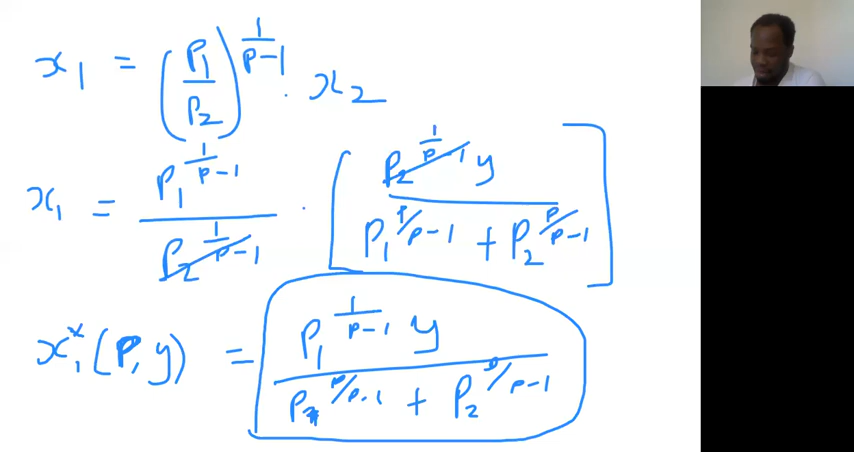 x₁ = (P₁/P₂)^(1/(P-1)) · x₂
x₁ = P₁^(1/(P-1)) / P₂^(1/(P-1)) · [P₂^(1/(P-1)) y / (P₁^(P/(P-1)) + P₂^(P/(P-1)))]
x₁*(P, y) = P₁^(1/(P-1)) y / (P^(P/(P-1)) + P₂^(P/(P-1)))